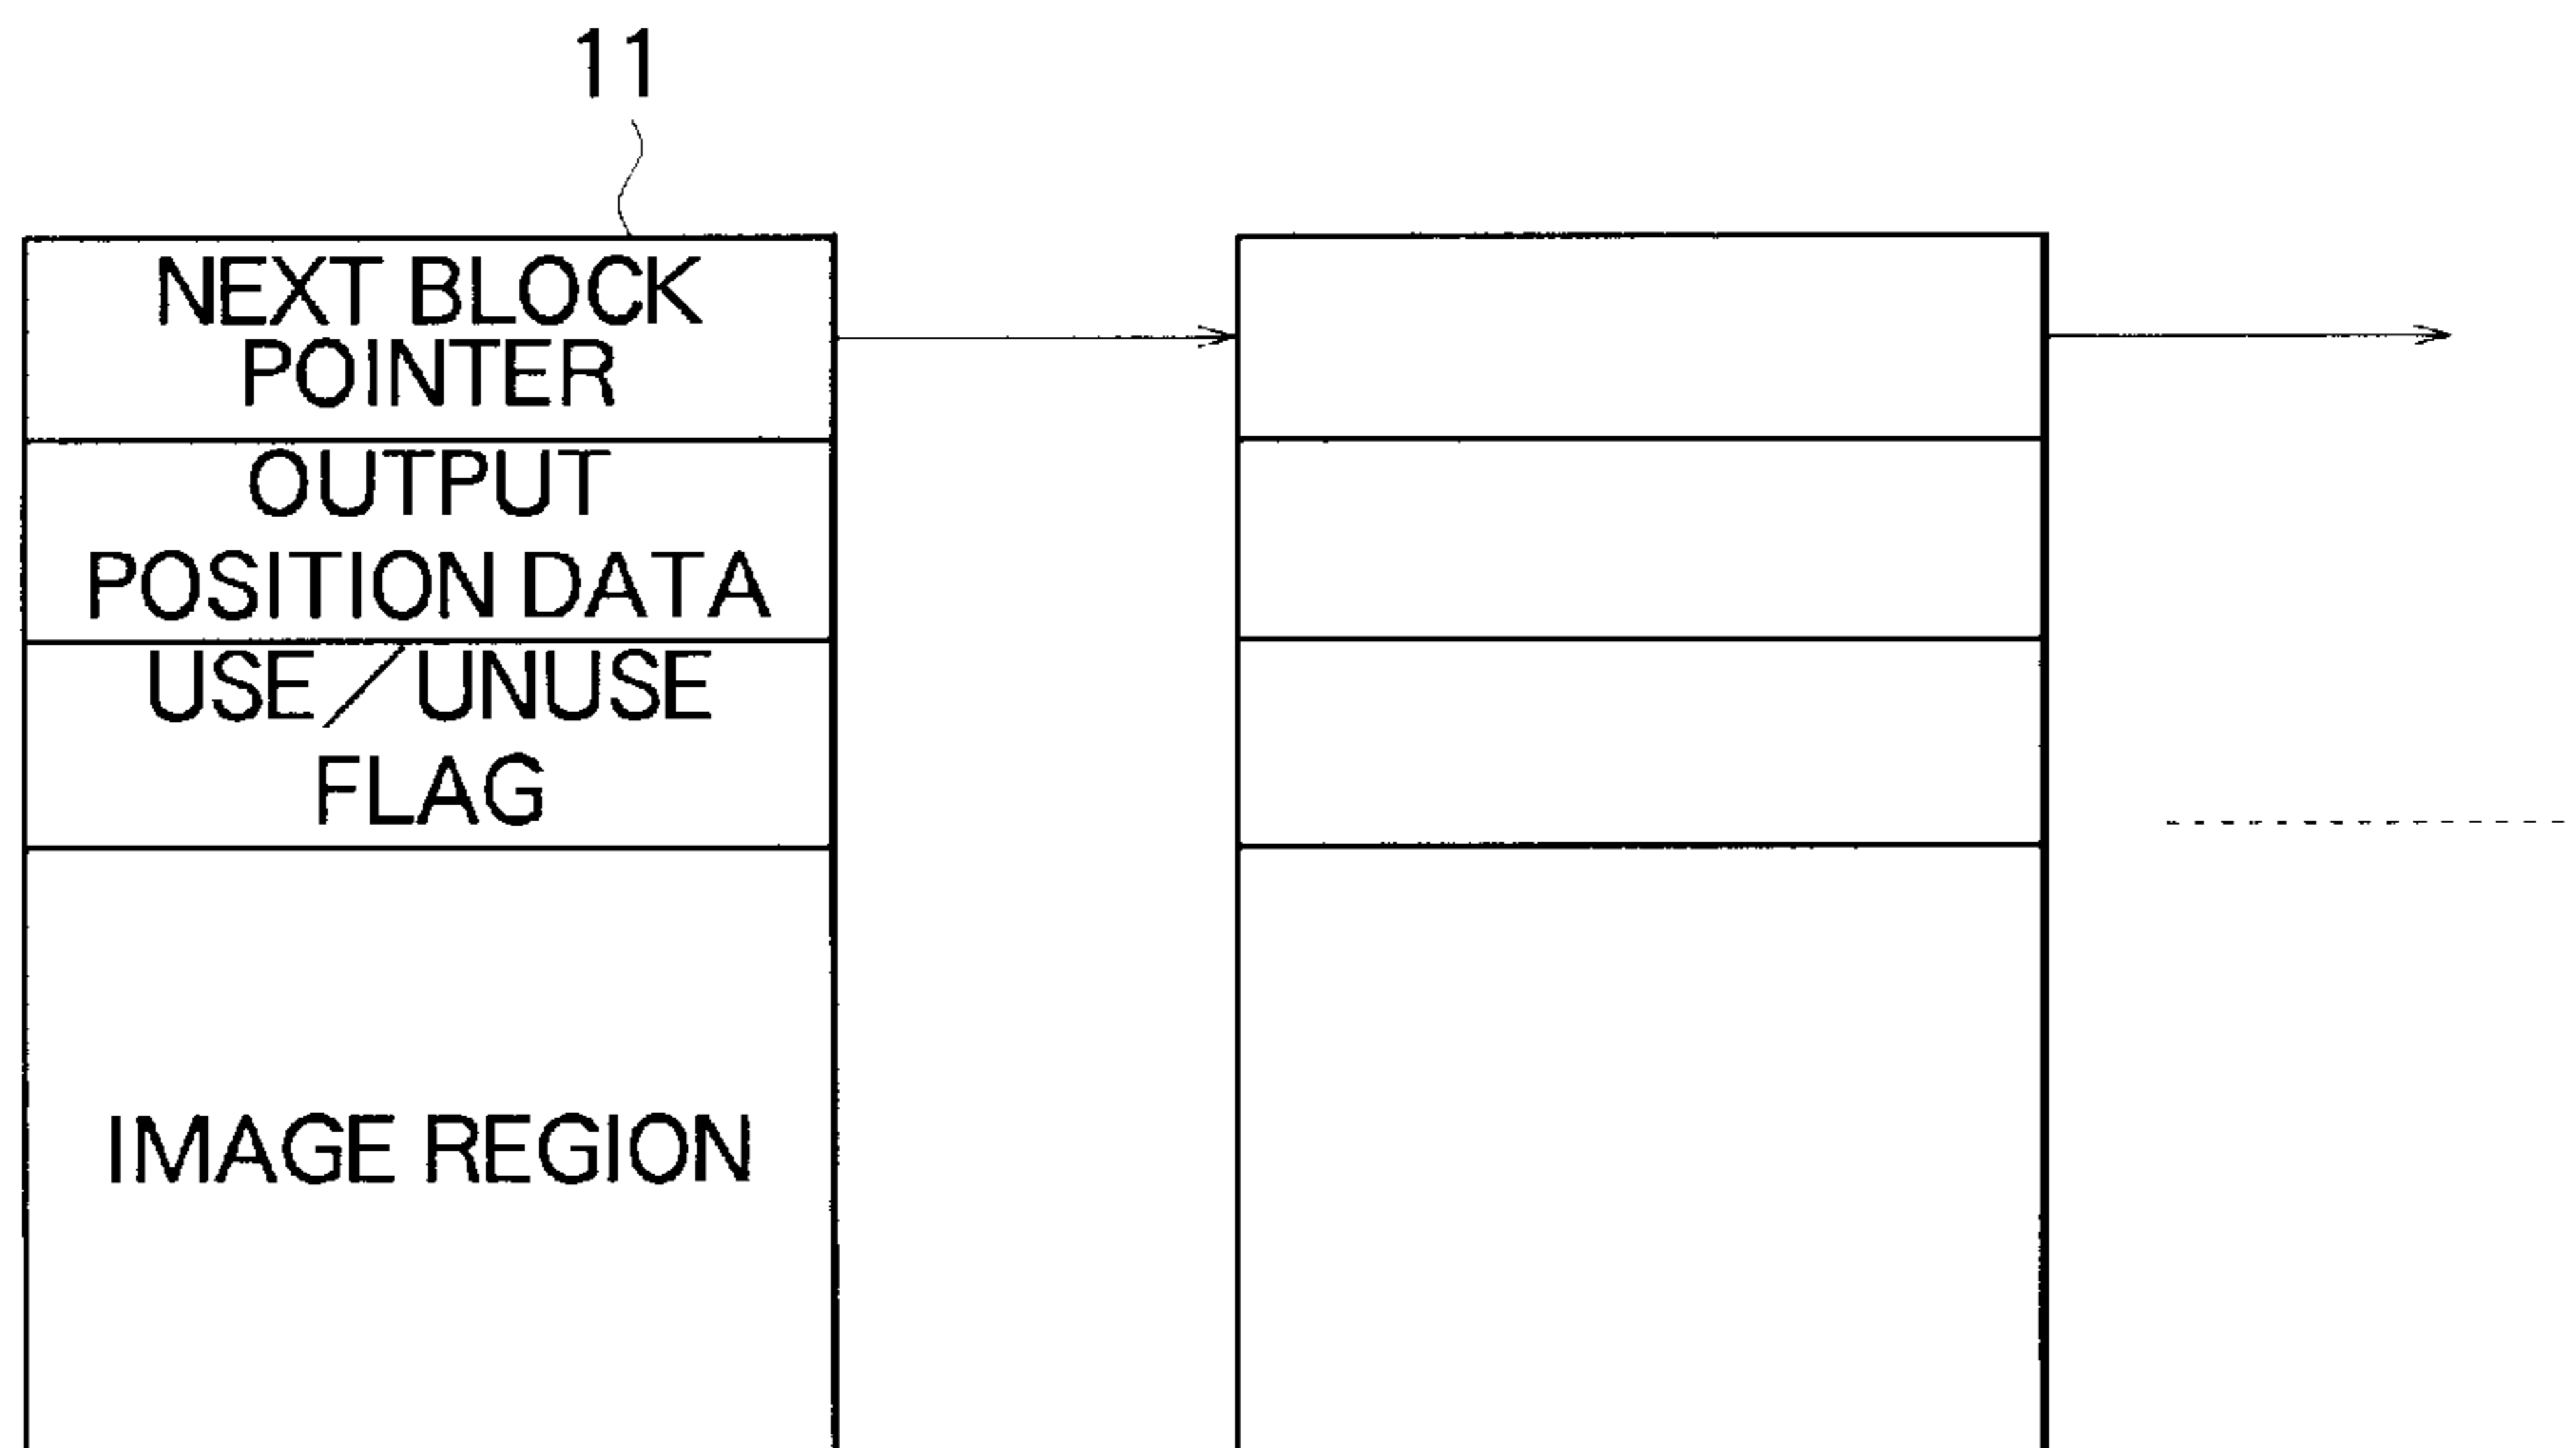 11
NEXT BLOCK
POINTER
OUTPUT
POSITION DATA
USE/UNUSE
FLAG
IMAGE REGION